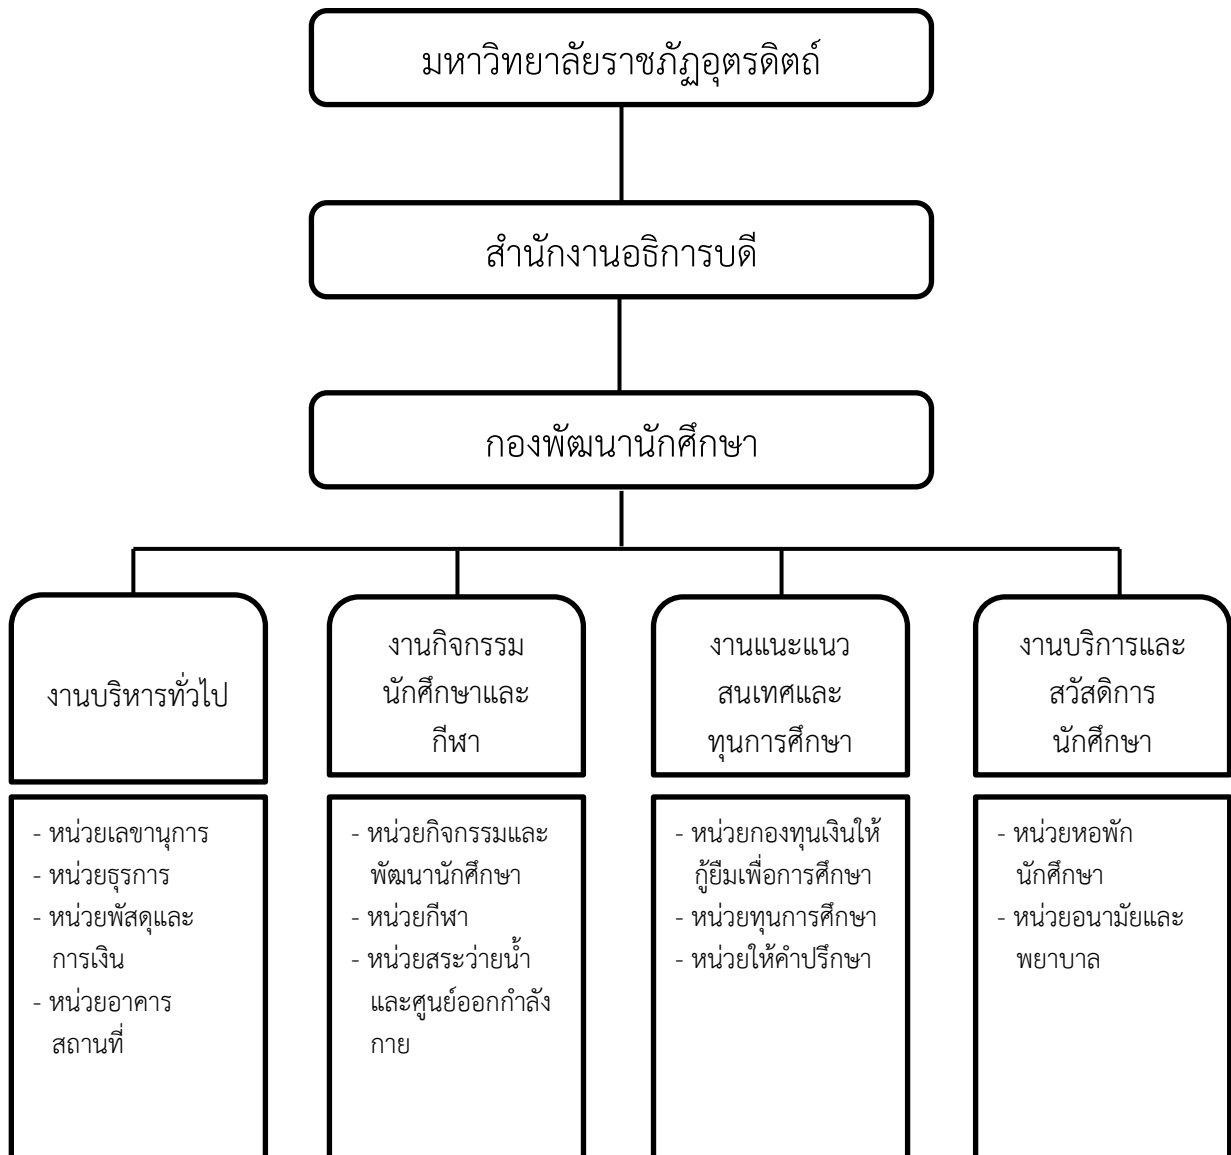 มหาวิทยาลัยราชภัฏอุตรดิตถ์
สำนักงานอธิการบดี
กองพัฒนานักศึกษา
งานบริหารทั่วไป
- หน่วยเลขานุการ
- หน่วยธุรการ
- หน่วยพัสดุและ
การเงิน
- หน่วยอาคาร
สถานที่
งานกิจกรรม
นักศึกษาและ
กีฬา
- หน่วยกิจกรรมและ
พัฒนานักศึกษา
- หน่วยกีฬา
- หน่วยสระว่ายน้ำ
และศูนย์ออกกำลัง
กาย
งานแนะแนว
สนเทศและ
ทุนการศึกษา
- หน่วยกองทุนเงินให้
กู้ยืมเพื่อการศึกษา
- หน่วยทุนการศึกษา
- หน่วยให้คำปรึกษา
งานบริการและ
สวัสดิการ
นักศึกษา
- หน่วยหอพัก
นักศึกษา
- หน่วยอนามัยและ
พยาบาล